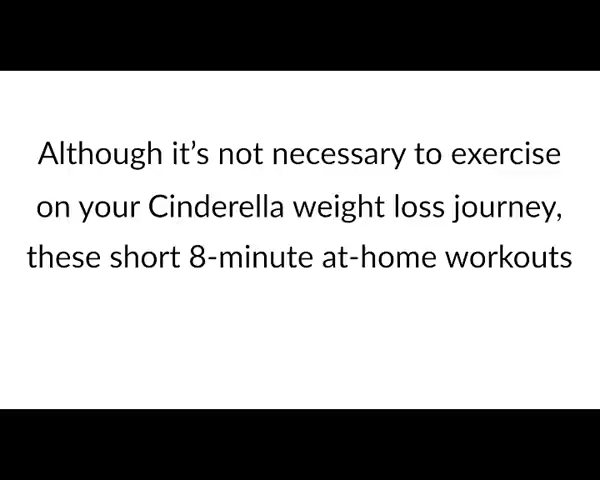 Although it’s not necessary to exercise
on your Cinderella weight loss journey,
these short 8-minute at-home workouts